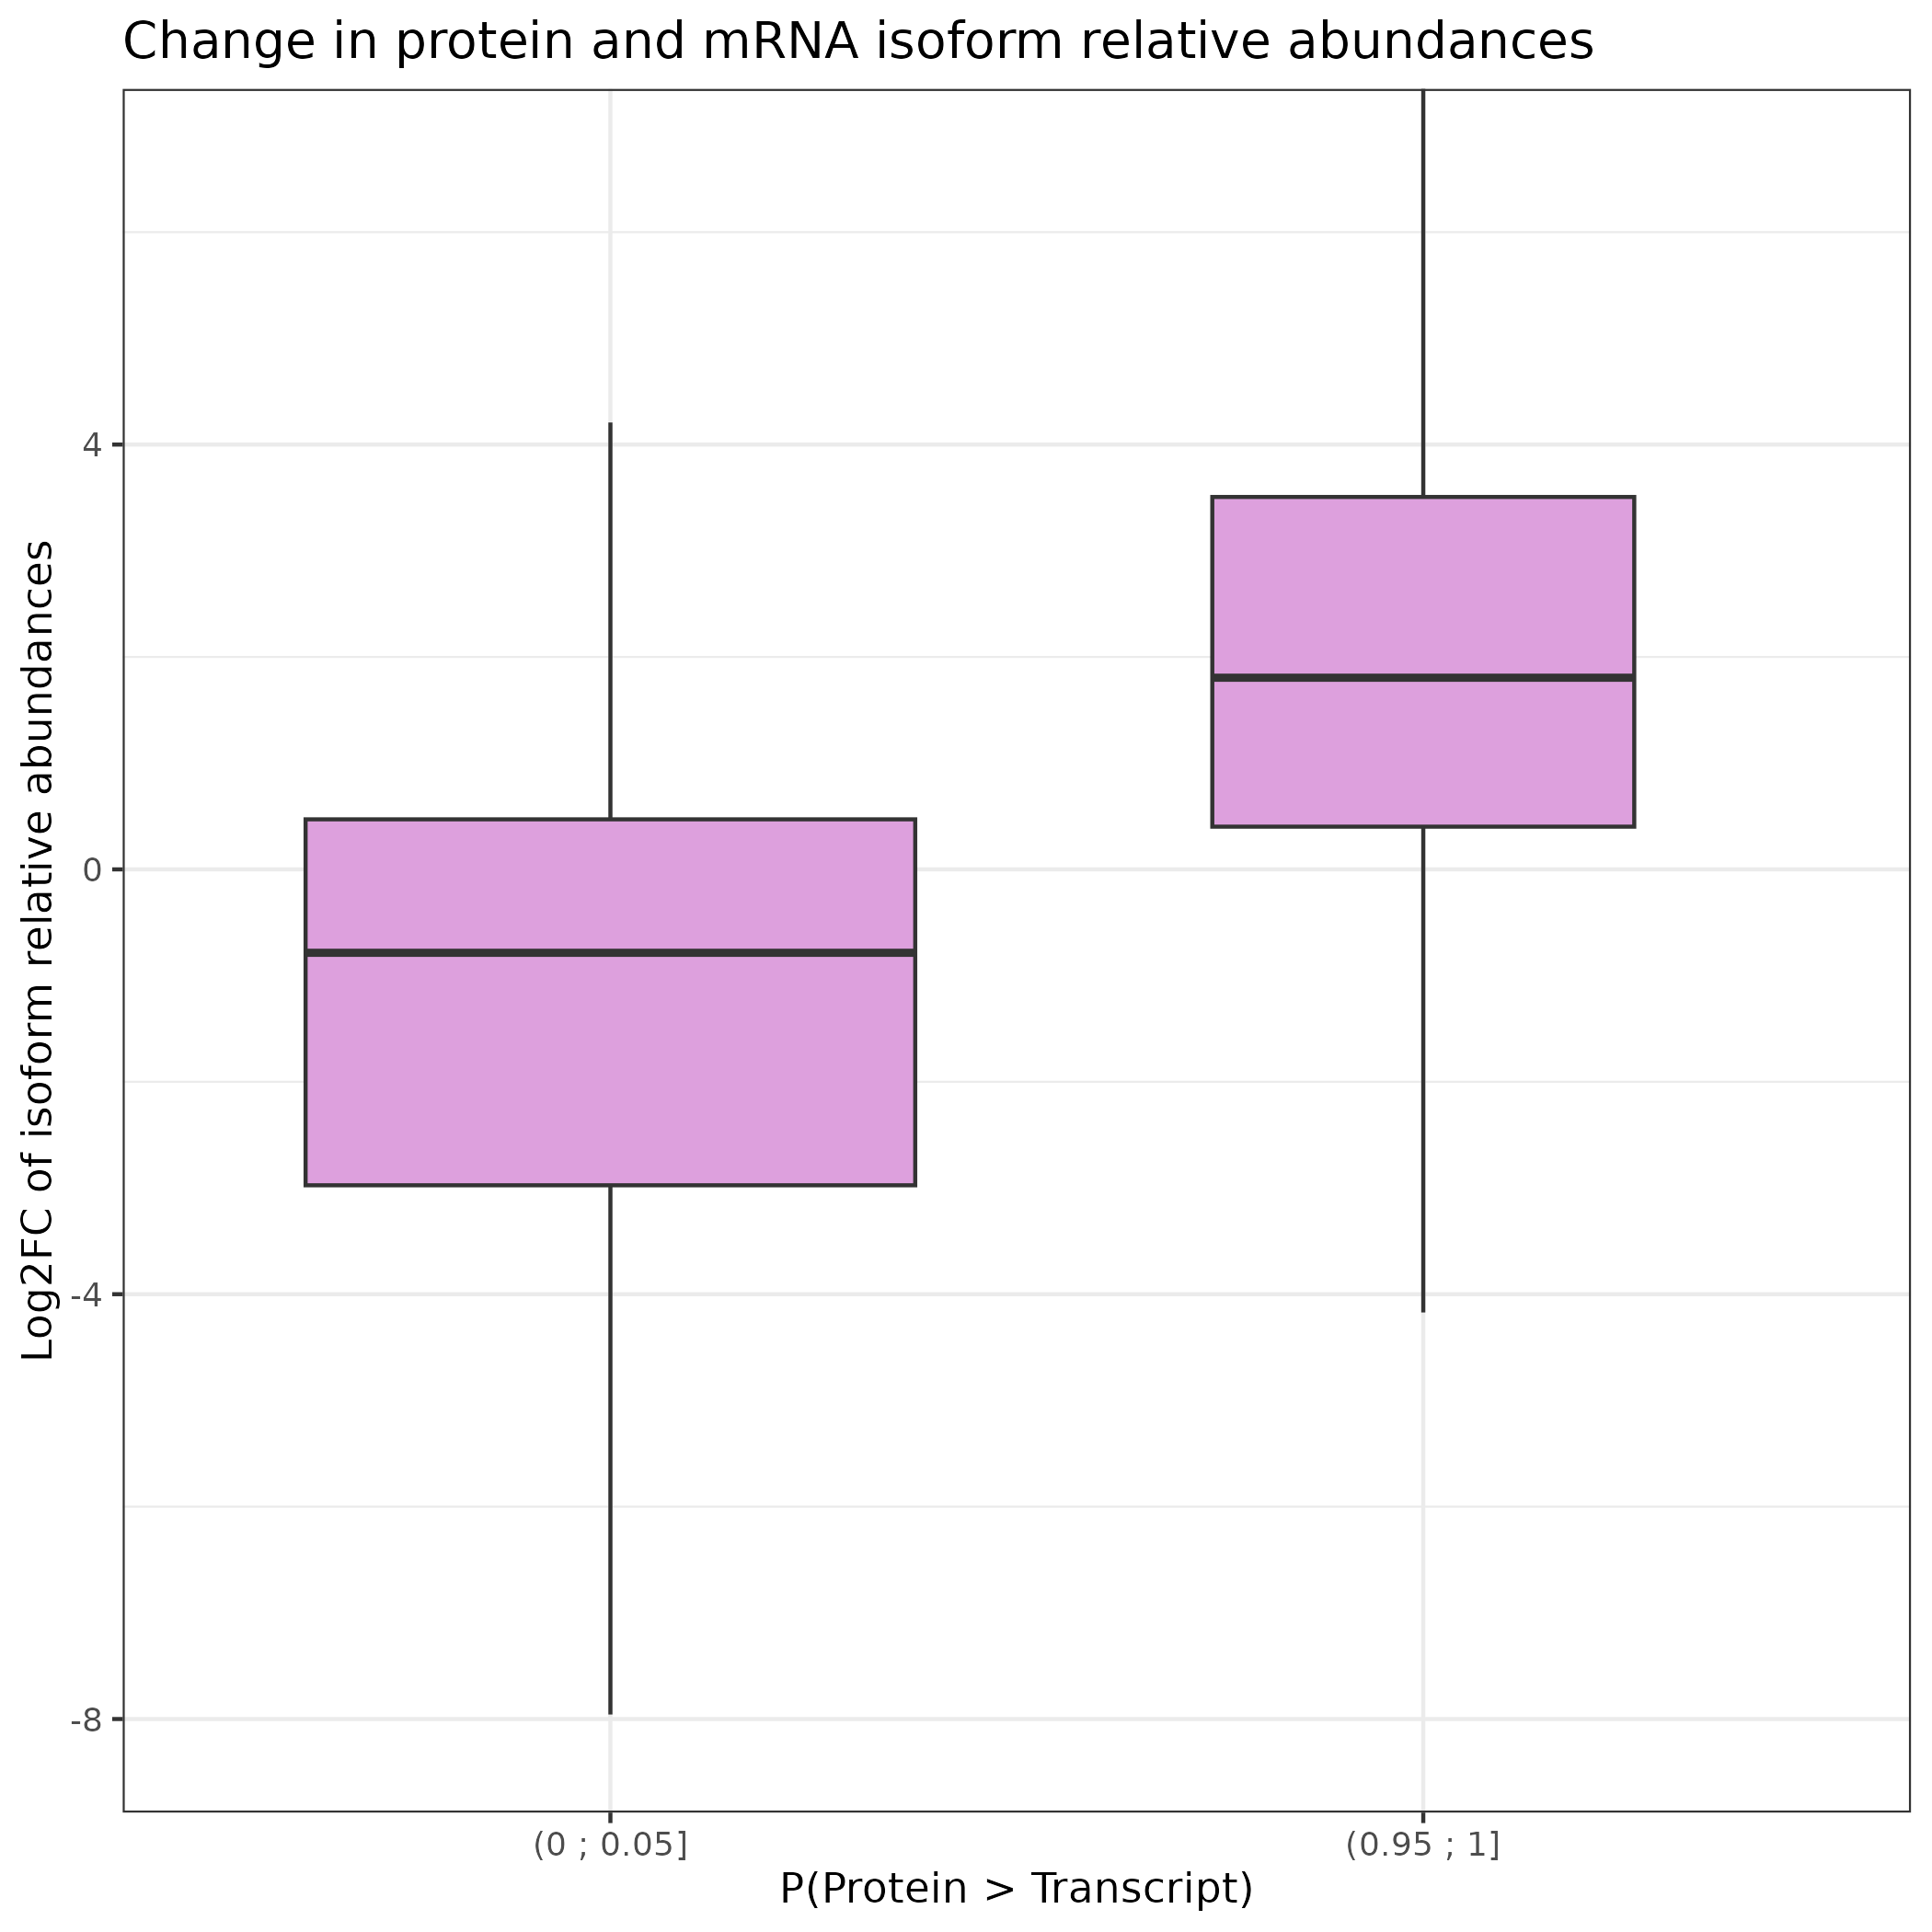 Change in protein and mRNA isoform relative abundances
Log2FC of isoform relative abundances
4
0
-4
-8
(0 ; 0.05]
(0.95 ; 1]
P(Protein > Transcript)